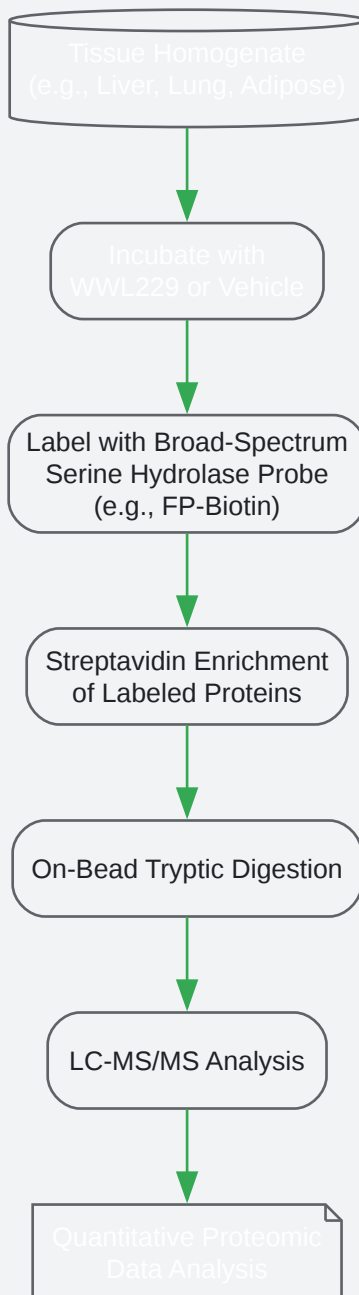 Tissue Homogenate
(e.g., Liver, Lung, Adipose)
Incubate with
WWL229 or Vehicle
Label with Broad-Spectrum
Serine Hydrolase Probe
(e.g., FP-Biotin)
Streptavidin Enrichment
of Labeled Proteins
On-Bead Tryptic Digestion
LC-MS/MS Analysis
Quantitative Proteomic
Data Analysis